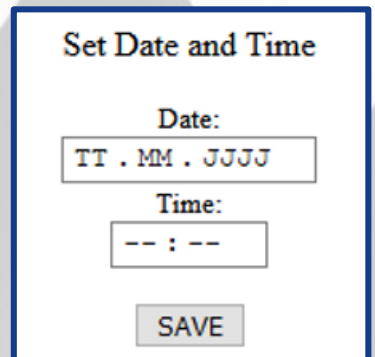 Set Date and Time
Date:
TT . MM . JJJJ
Time:
-- : --
SAVE